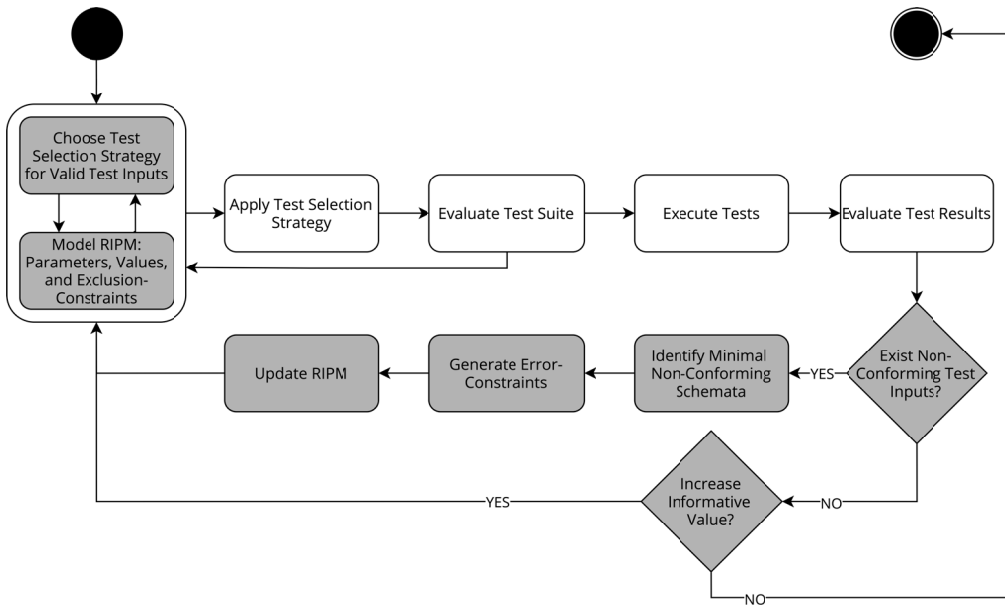 Choose Test
Selection Strategy
for Valid Test Inputs
Model RIPM:
Parameters, Values,
and Exclusion-
Constraints
Apply Test Selection
Strategy
Evaluate Test Suite
Execute Tests
Evaluate Test Results
Exist Non-
Conforming Test
Inputs?
YES
Identify Minimal
Non-Conforming
Schemata
Generate Error-
Constraints
Update RIPM
NO
Increase
Informative
Value?
YES
NO